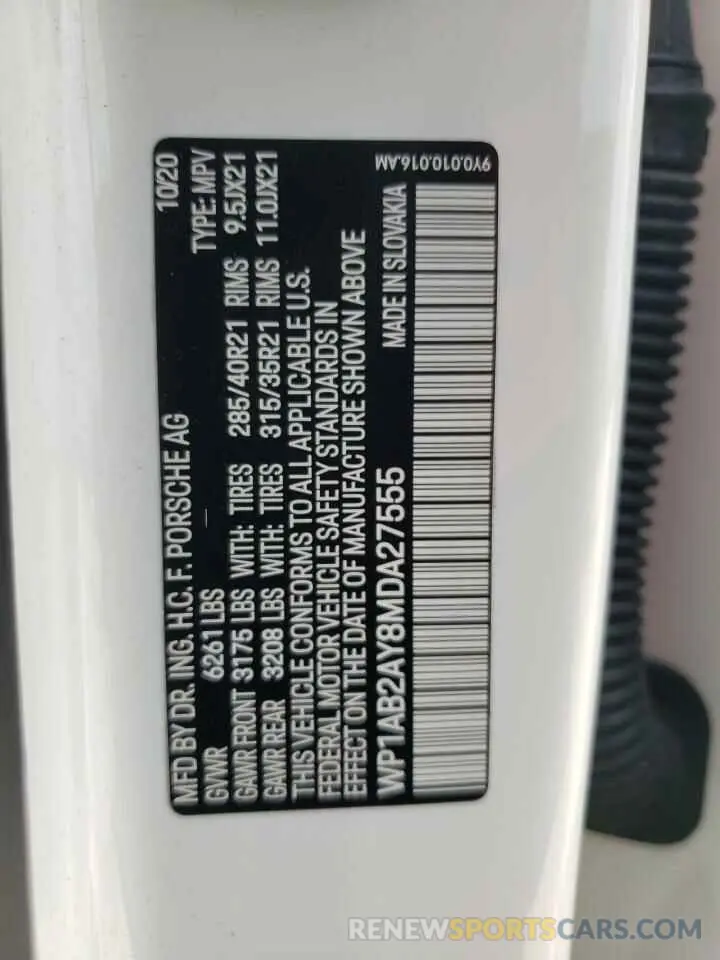 MFD BY DR. ING. H.C. F. PORSCHE AG 10/20
GVWR 6261 LBS TYPE: MPV
GAWR FRONT 3175 LBS WITH: TIRES 285/40R21 RIMS 9.5JX21
GAWR REAR 3208 LBS WITH: TIRES 315/35R21 RIMS 11.0JX21
THIS VEHICLE CONFORMS TO ALL APPLICABLE U.S.
FEDERAL MOTOR VEHICLE SAFETY STANDARDS IN
EFFECT ON THE DATE OF MANUFACTURE SHOWN ABOVE
WP1AB2AY8MDA27555 MADE IN SLOVAKIA
9Y0.010.016.AM
RENEWSPORTSCARS.COM